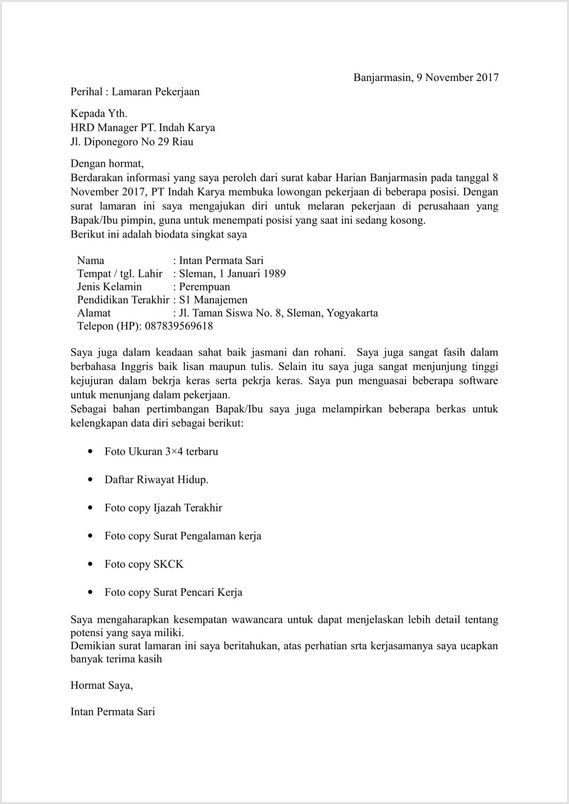 Banjarmasin, 9 November 2017
Perihal : Lamaran Pekerjaan
Kepada Yth.
HRD Manager PT. Indah Karya
Jl. Diponegoro No 29 Riau
Dengan hormat,
Berdarakan informasi yang saya peroleh dari surat kabar Harian Banjarmasin pada tanggal 8
November 2017, PT Indah Karya membuka lowongan pekerjaan di beberapa posisi. Dengan
surat lamaran ini saya mengajukan diri untuk melaran pekerjaan di perusahaan yang
Bapak/Ibu pimpin, guna untuk menempati posisi yang saat ini sedang kosong.
Berikut ini adalah biodata singkat saya
Nama : Intan Permata Sari
Tempat / tgl. Lahir : Sleman, 1 Januari 1989
Jenis Kelamin : Perempuan
Pendidikan Terakhir : S1 Manajemen
Alamat : Jl. Taman Siswa No. 8, Sleman, Yogyakarta
Telepon (HP): 087839569618
Saya juga dalam keadaan sahat baik jasmani dan rohani. Saya juga sangat fasih dalam
berbahasa Inggris baik lisan maupun tulis. Selain itu saya juga sangat menjunjung tinggi
kejujuran dalam bekrja keras serta pekrja keras. Saya pun menguasai beberapa software
untuk menunjang dalam pekerjaan.
Sebagai bahan pertimbangan Bapak/Ibu saya juga melampirkan beberapa berkas untuk
kelengkapan data diri sebagai berikut:
• Foto Ukuran 3×4 terbaru
• Daftar Riwayat Hidup.
• Foto copy Ijazah Terakhir
• Foto copy Surat Pengalaman kerja
• Foto copy SKCK
• Foto copy Surat Pencari Kerja
Saya mengaharapkan kesempatan wawancara untuk dapat menjelaskan lebih detail tentang
potensi yang saya miliki.
Demikian surat lamaran ini saya beritahukan, atas perhatian srta kerjasamanya saya ucapkan
banyak terima kasih
Hormat Saya,
Intan Permata Sari